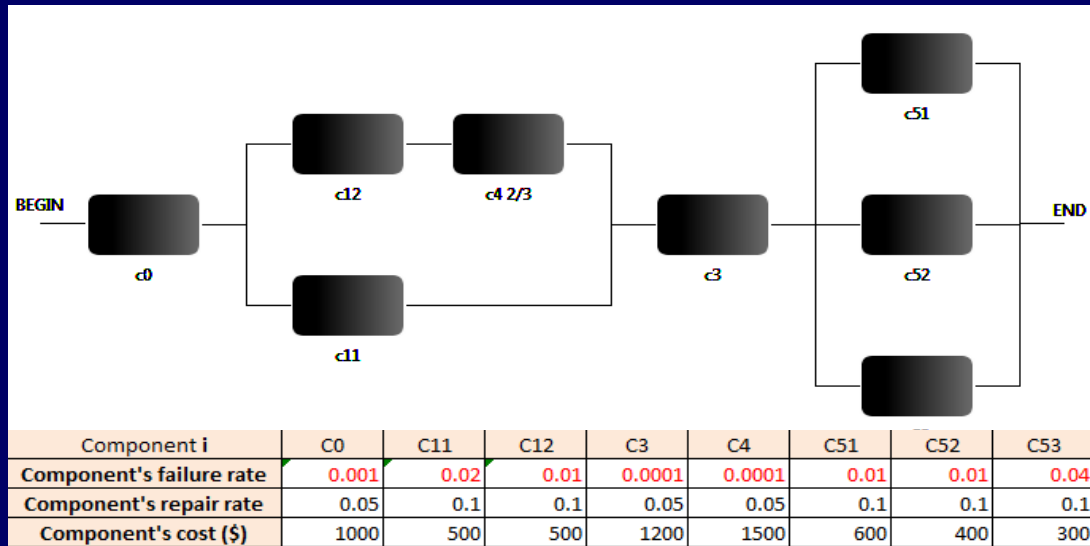 c51
c12
c4 2/3
BEGIN
END
c0
c3
c52
c11
Component i C0 C11 C12 C3 C4 C51 C52 C53
Component's failure rate 0.001 0.02 0.01 0.0001 0.0001 0.01 0.01 0.04
Component's repair rate 0.05 0.1 0.1 0.05 0.05 0.1 0.1 0.1
Component's cost ($) 1000 500 500 1200 1500 600 400 300